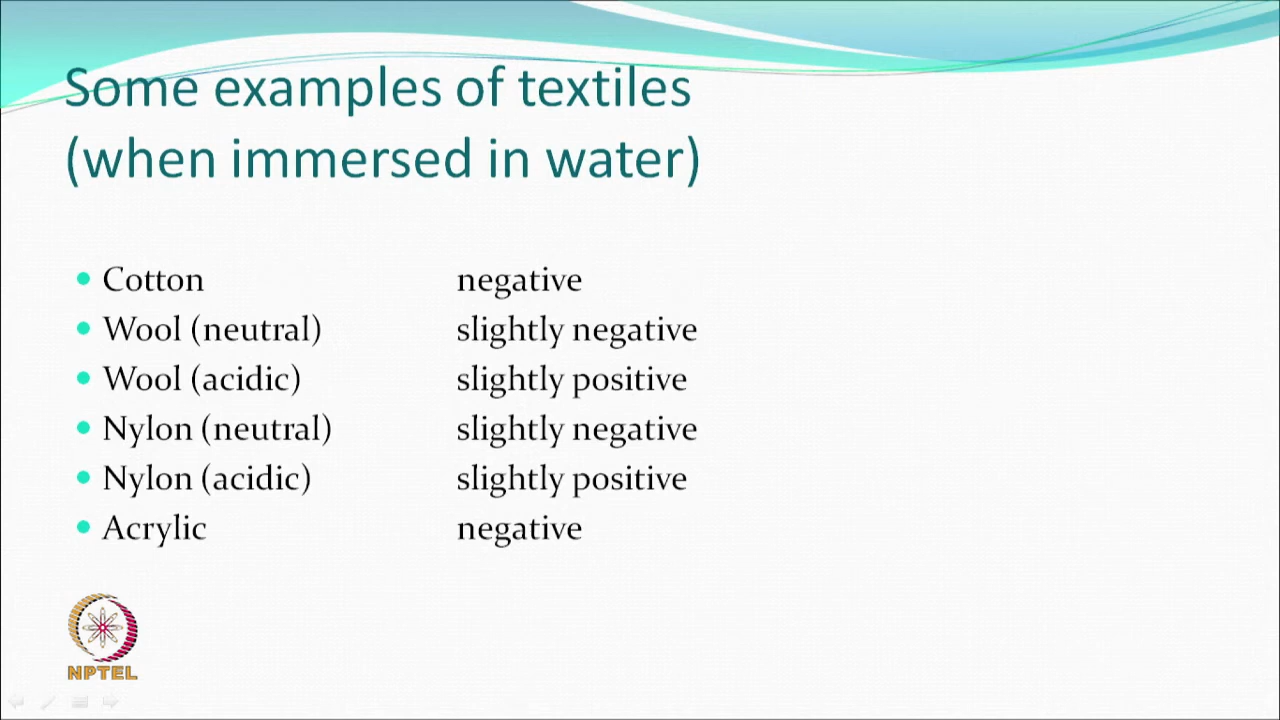 Some examples of textiles
(when immersed in water)
Cotton negative
Wool (neutral) slightly negative
Wool (acidic) slightly positive
Nylon (neutral) slightly negative
Nylon (acidic) slightly positive
Acrylic negative
NPTEL